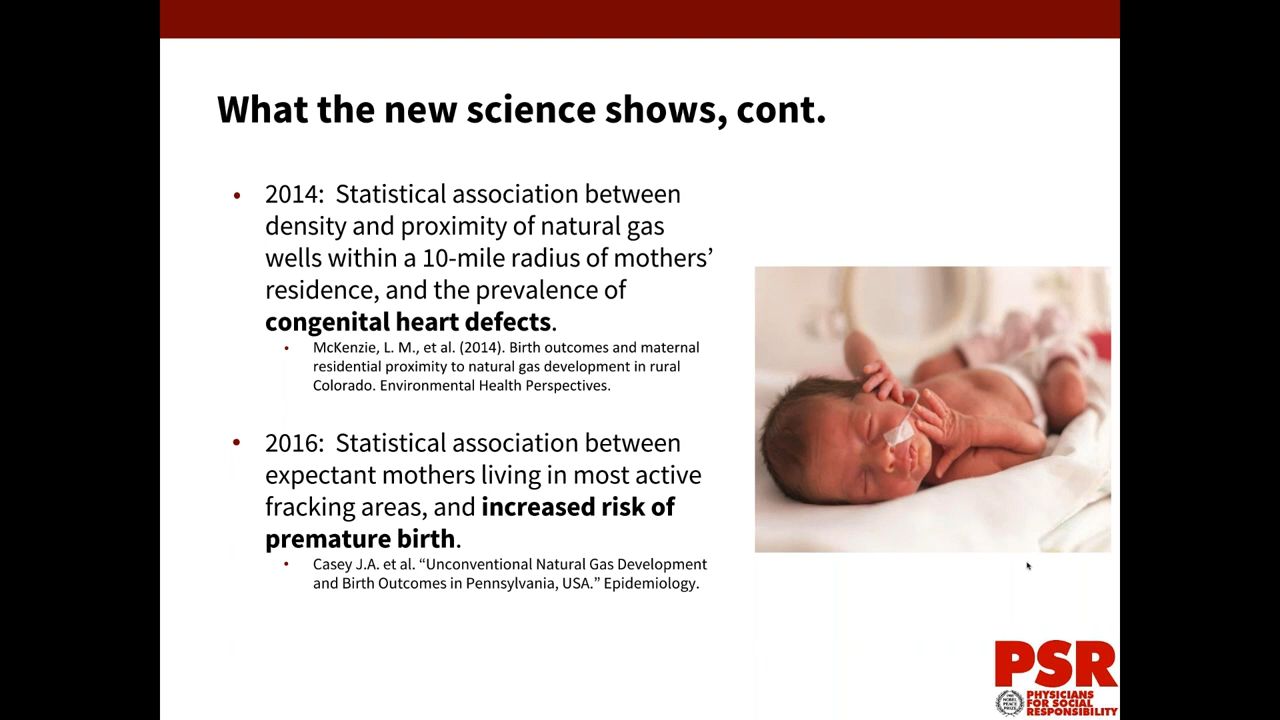 What the new science shows, cont.
• 2014: Statistical association between
density and proximity of natural gas
wells within a 10-mile radius of mothers’
residence, and the prevalence of
congenital heart defects.
• McKenzie, L. M., et al. (2014). Birth outcomes and maternal
residential proximity to natural gas development in rural
Colorado. Environmental Health Perspectives.
• 2016: Statistical association between
expectant mothers living in most active
fracking areas, and increased risk of
premature birth.
• Casey J.A. et al. “Unconventional Natural Gas Development
and Birth Outcomes in Pennsylvania, USA.” Epidemiology.
PSR
PHYSICIANS
FOR SOCIAL
RESPONSIBILITY